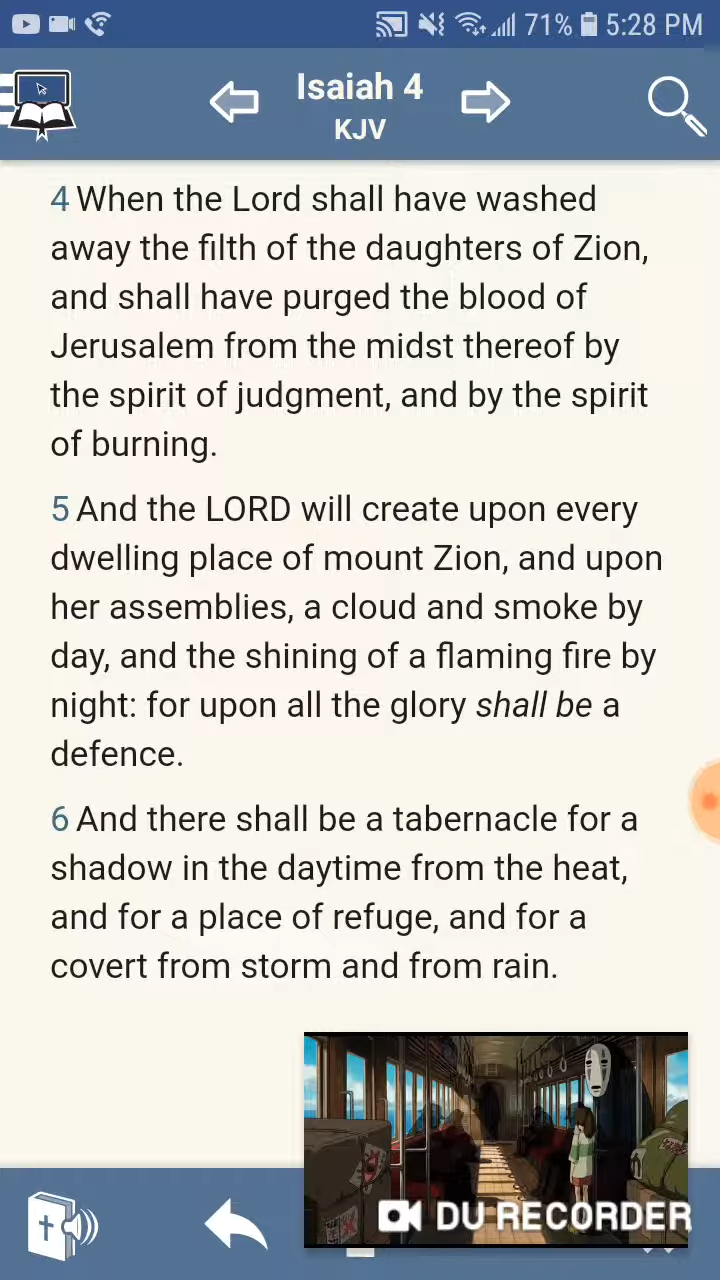 71% 5:28 PM
Isaiah 4
KJV
4 When the Lord shall have washed
away the filth of the daughters of Zion,
and shall have purged the blood of
Jerusalem from the midst thereof by
the spirit of judgment, and by the spirit
of burning.
5 And the LORD will create upon every
dwelling place of mount Zion, and upon
her assemblies, a cloud and smoke by
day, and the shining of a flaming fire by
night: for upon all the glory shall be a
defence.
6 And there shall be a tabernacle for a
shadow in the daytime from the heat,
and for a place of refuge, and for a
covert from storm and from rain.
DU RECORDER